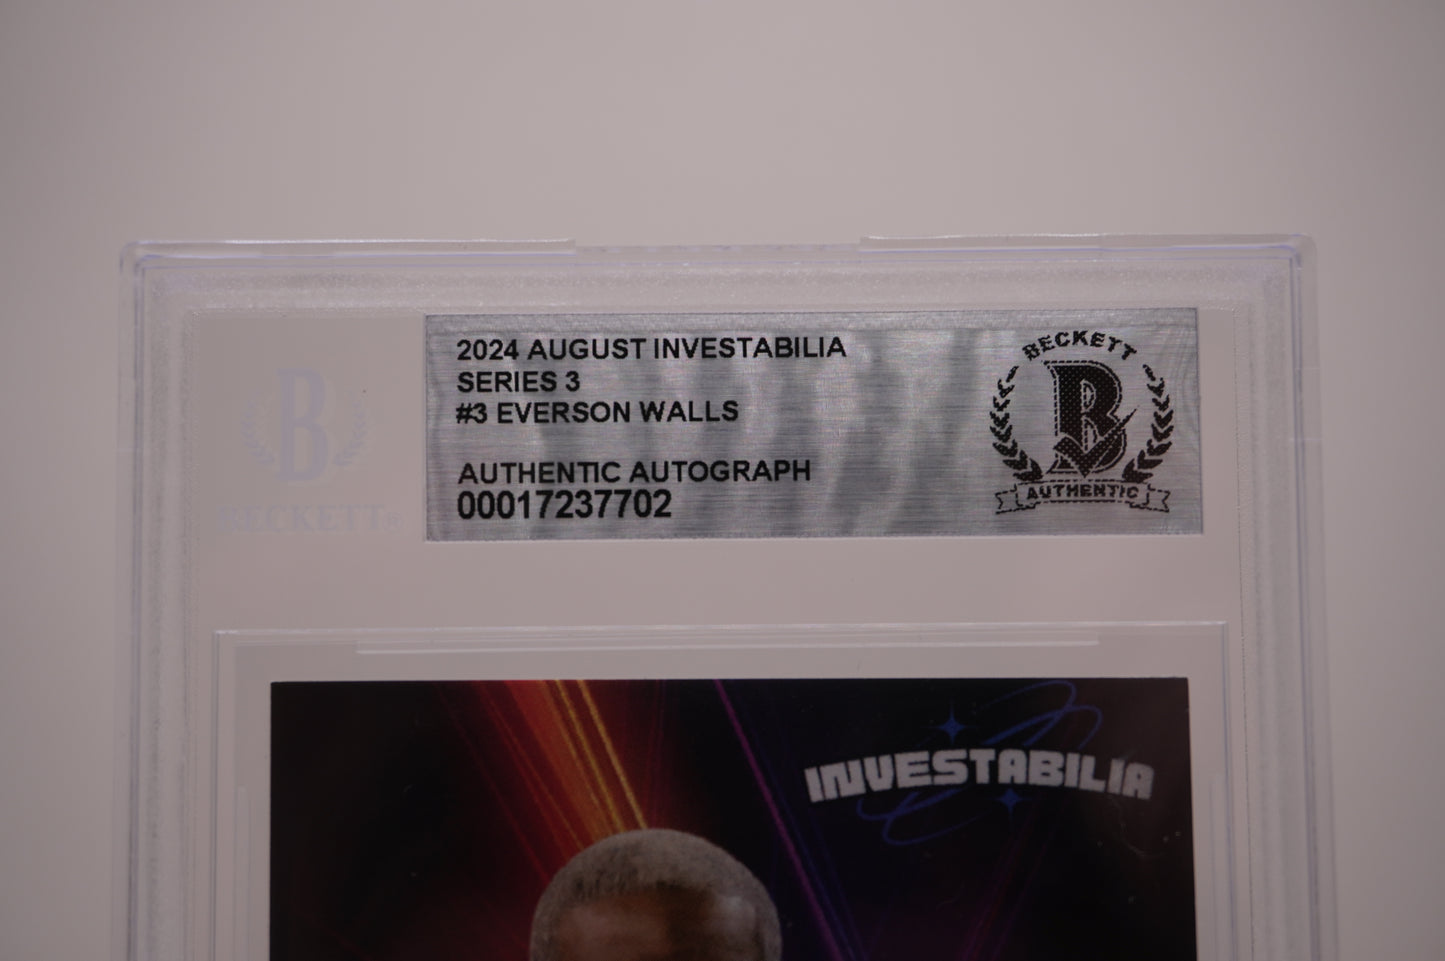 2024 AUGUST INVESTABILIA
SERIES 3
#3 EVERSON WALLS
AUTHENTIC AUTOGRAPH
00017237702
BECKETT
B
AUTHENTIC
B
BECKETT®
INVESTABILIA